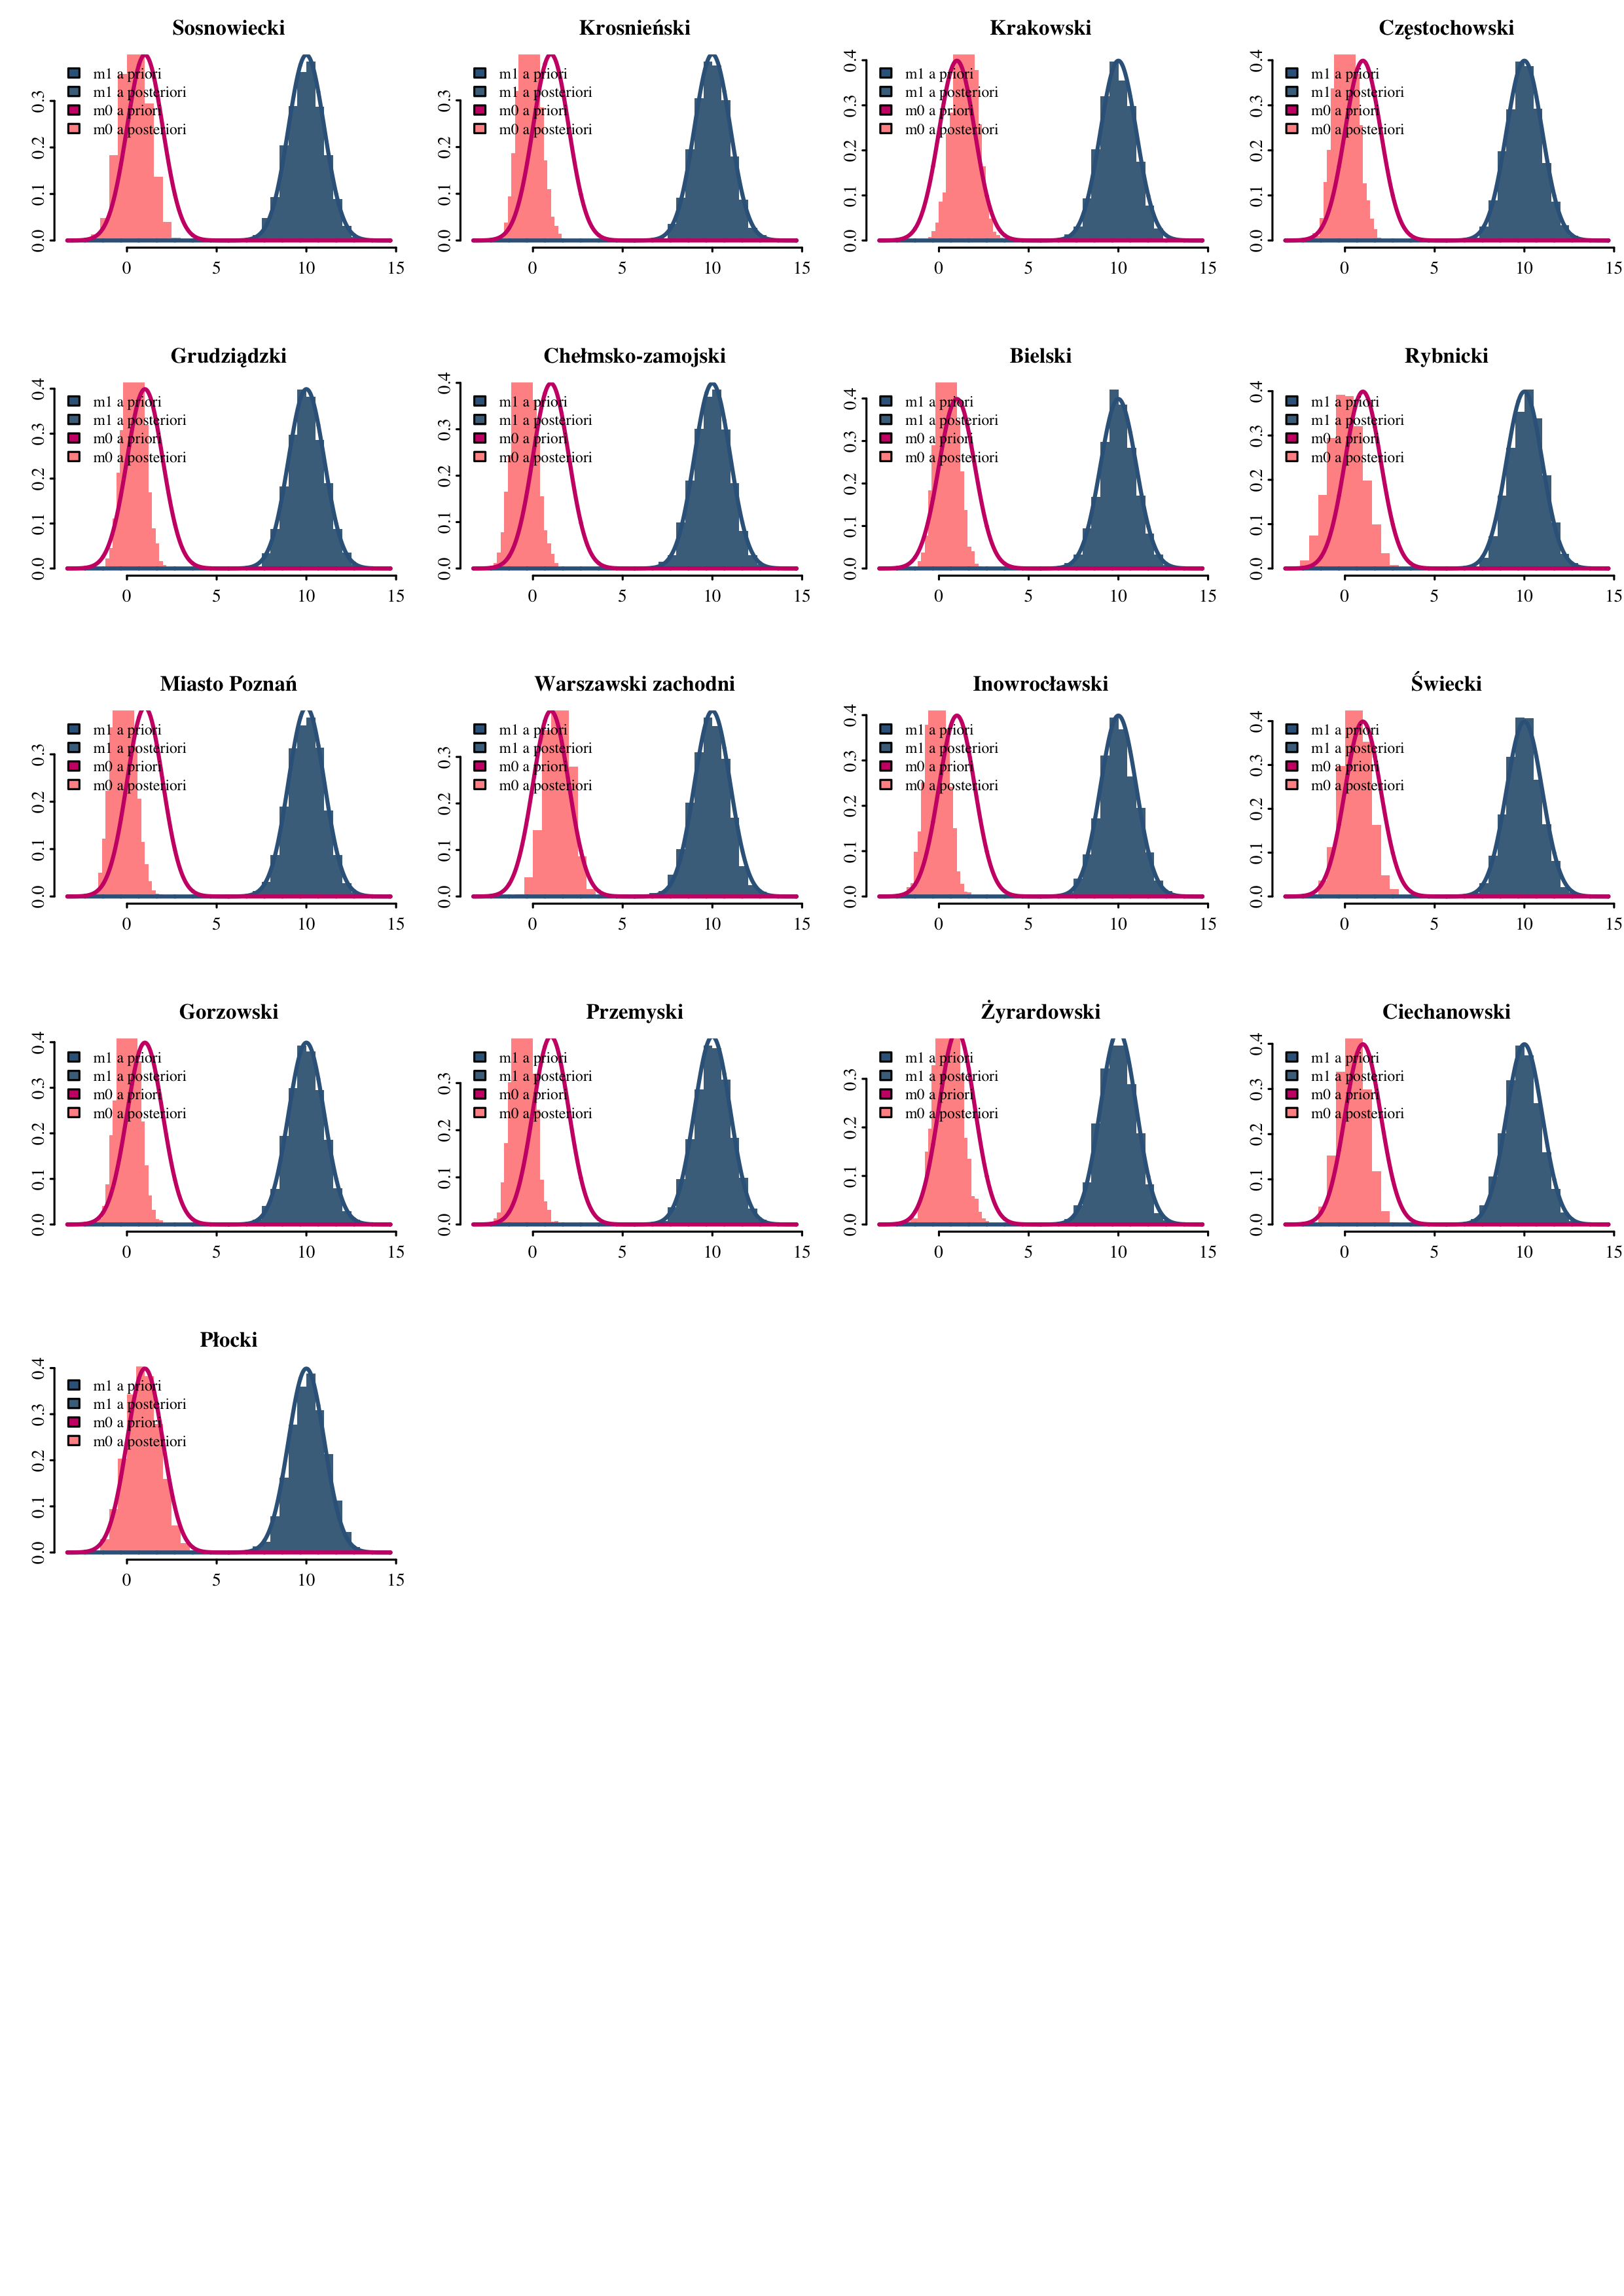 Sosnowiecki
m1 a priori
m1 a posteriori
m0 a priori
m0 a posteriori
0.0 0.1 0.2 0.3
0 5 10 15
Krosnieński
m1 a priori
m1 a posteriori
m0 a priori
m0 a posteriori
0.0 0.1 0.2 0.3
0 5 10 15
Krakowski
m1 a priori
m1 a posteriori
m0 a priori
m0 a posteriori
0.0 0.1 0.2 0.3 0.4
0 5 10 15
Częstochowski
m1 a priori
m1 a posteriori
m0 a priori
m0 a posteriori
0.0 0.1 0.2 0.3 0.4
0 5 10 15
Grudziądzki
m1 a priori
m1 a posteriori
m0 a priori
m0 a posteriori
0.0 0.1 0.2 0.3 0.4
0 5 10 15
Chełmsko-zamojski
m1 a priori
m1 a posteriori
m0 a priori
m0 a posteriori
0.0 0.1 0.2 0.3 0.4
0 5 10 15
Bielski
m1 a priori
m1 a posteriori
m0 a priori
m0 a posteriori
0.0 0.1 0.2 0.3 0.4
0 5 10 15
Rybnicki
m1 a priori
m1 a posteriori
m0 a priori
m0 a posteriori
0.0 0.1 0.2 0.3 0.4
0 5 10 15
Miasto Poznań
m1 a priori
m1 a posteriori
m0 a priori
m0 a posteriori
0.0 0.1 0.2 0.3
0 5 10 15
Warszawski zachodni
m1 a priori
m1 a posteriori
m0 a priori
m0 a posteriori
0.0 0.1 0.2 0.3
0 5 10 15
Inowrocławski
m1 a priori
m1 a posteriori
m0 a priori
m0 a posteriori
0.0 0.1 0.2 0.3 0.4
0 5 10 15
Świecki
m1 a priori
m1 a posteriori
m0 a priori
m0 a posteriori
0.0 0.1 0.2 0.3 0.4
0 5 10 15
Gorzowski
m1 a priori
m1 a posteriori
m0 a priori
m0 a posteriori
0.0 0.1 0.2 0.3 0.4
0 5 10 15
Przemyski
m1 a priori
m1 a posteriori
m0 a priori
m0 a posteriori
0.0 0.1 0.2 0.3
0 5 10 15
Żyrardowski
m1 a priori
m1 a posteriori
m0 a priori
m0 a posteriori
0.0 0.1 0.2 0.3
0 5 10 15
Ciechanowski
m1 a priori
m1 a posteriori
m0 a priori
m0 a posteriori
0.0 0.1 0.2 0.3 0.4
0 5 10 15
Płocki
m1 a priori
m1 a posteriori
m0 a priori
m0 a posteriori
0.0 0.1 0.2 0.3 0.4
0 5 10 15